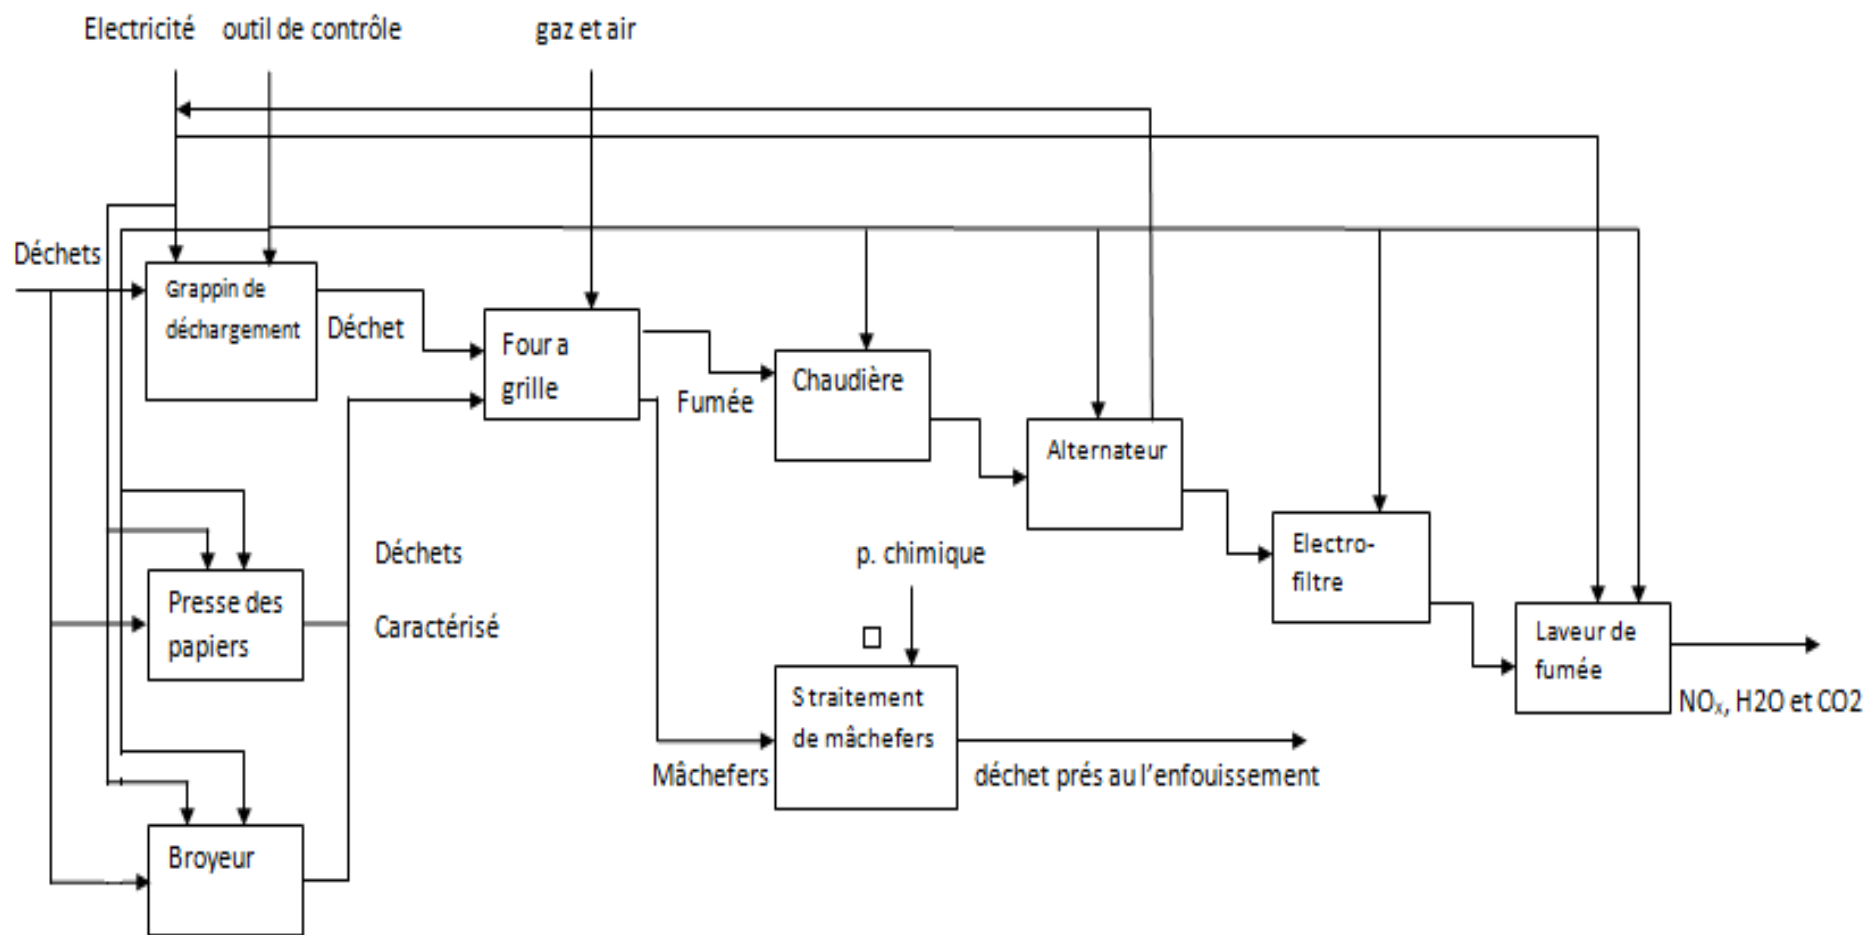 Electricité outil de contrôle gaz et air
Déchets
Grappin de
déchargement
Déchet
Four a
grille
Fumée
Chaudière
Alternateur
Electro-
filtre
Laveur de
fumée
NOₓ, H2O et CO2
Presse des
papiers
Déchets
Caractérisé
p. chimique
S traitement
de mâchefers
Mâchefers
déchet prés au l’enfouissement
Broyeur